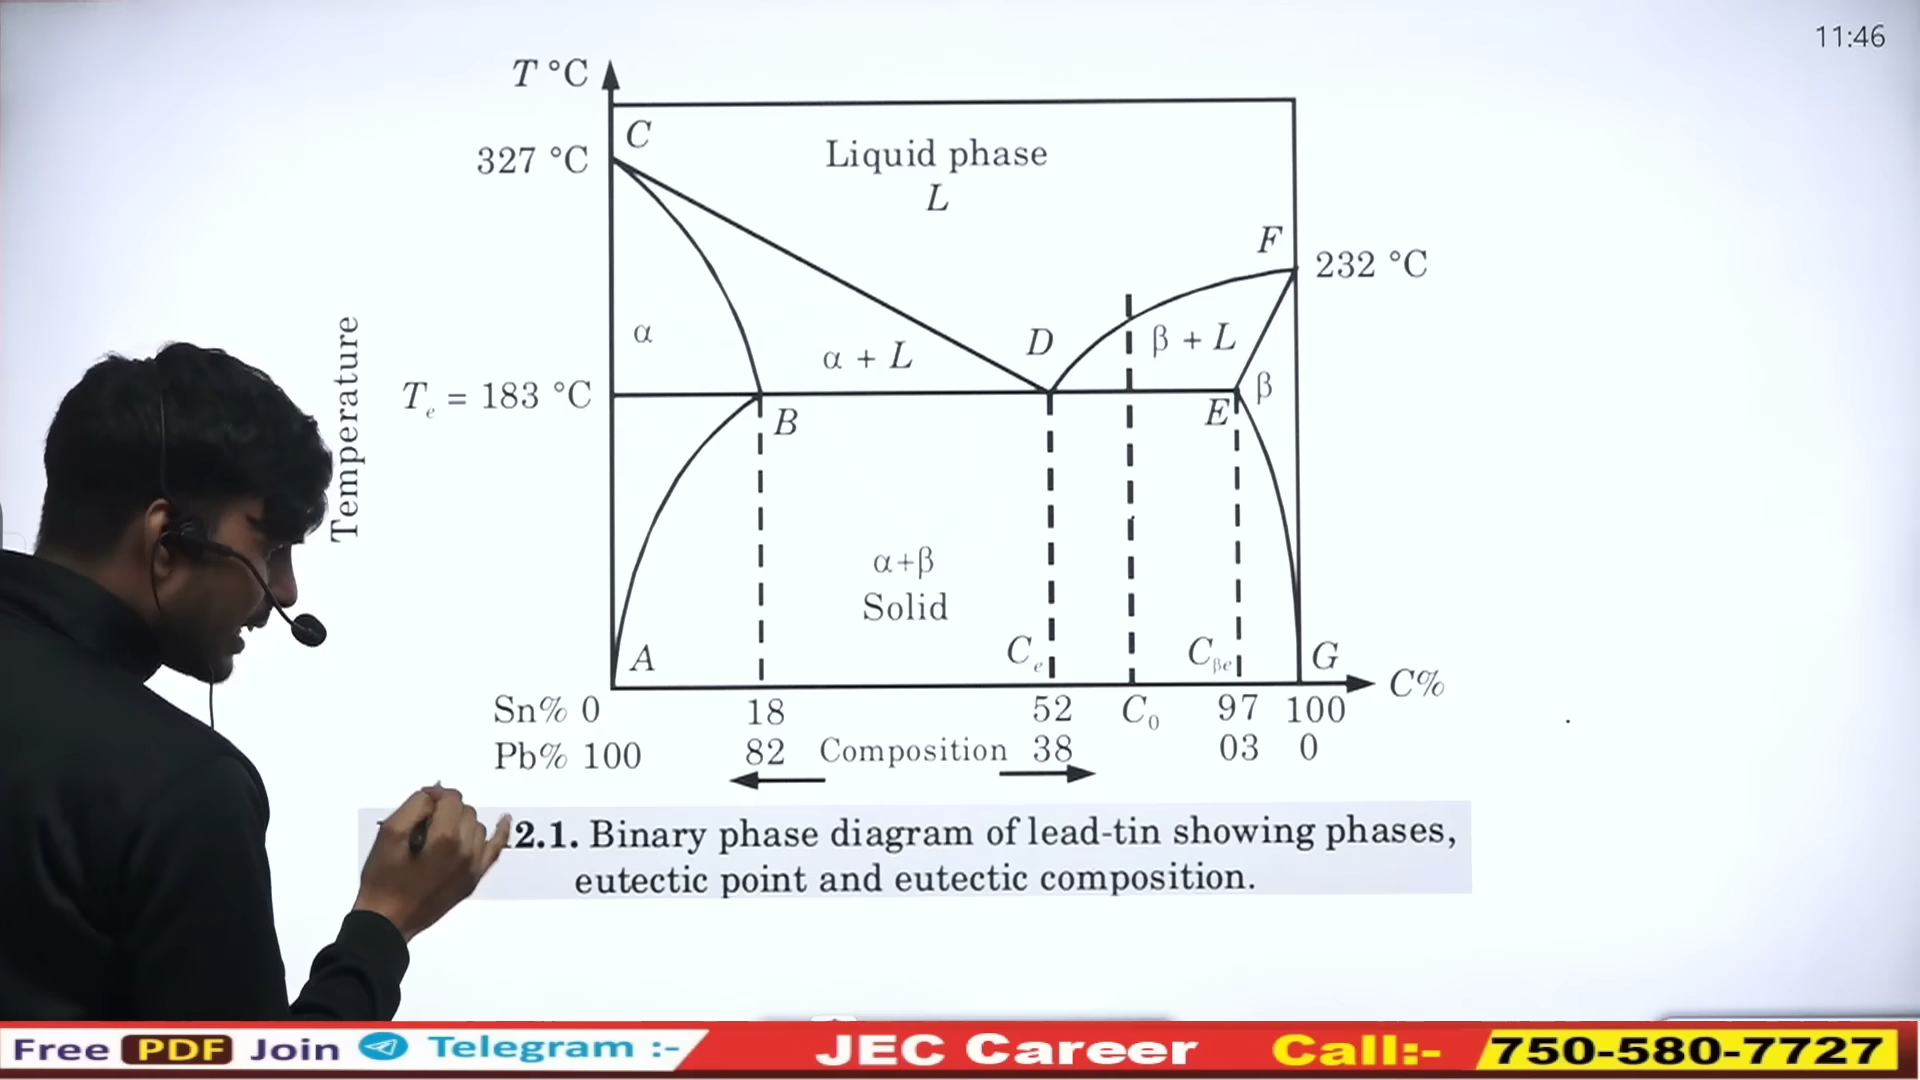 11:46
T °C
C
327 °C
Liquid phase
L
F
232 °C
α
α + L
D
β + L
Temperature
Te = 183 °C
B
E
β
α+β
Solid
A
Ce
Cβe
G
C%
Sn% 0 18 52 C0 97 100
Pb% 100 82 Composition 38 03 0
2.1. Binary phase diagram of lead-tin showing phases,
eutectic point and eutectic composition.
Free PDF Join Telegram :- JEC Career Call:- 750-580-7727